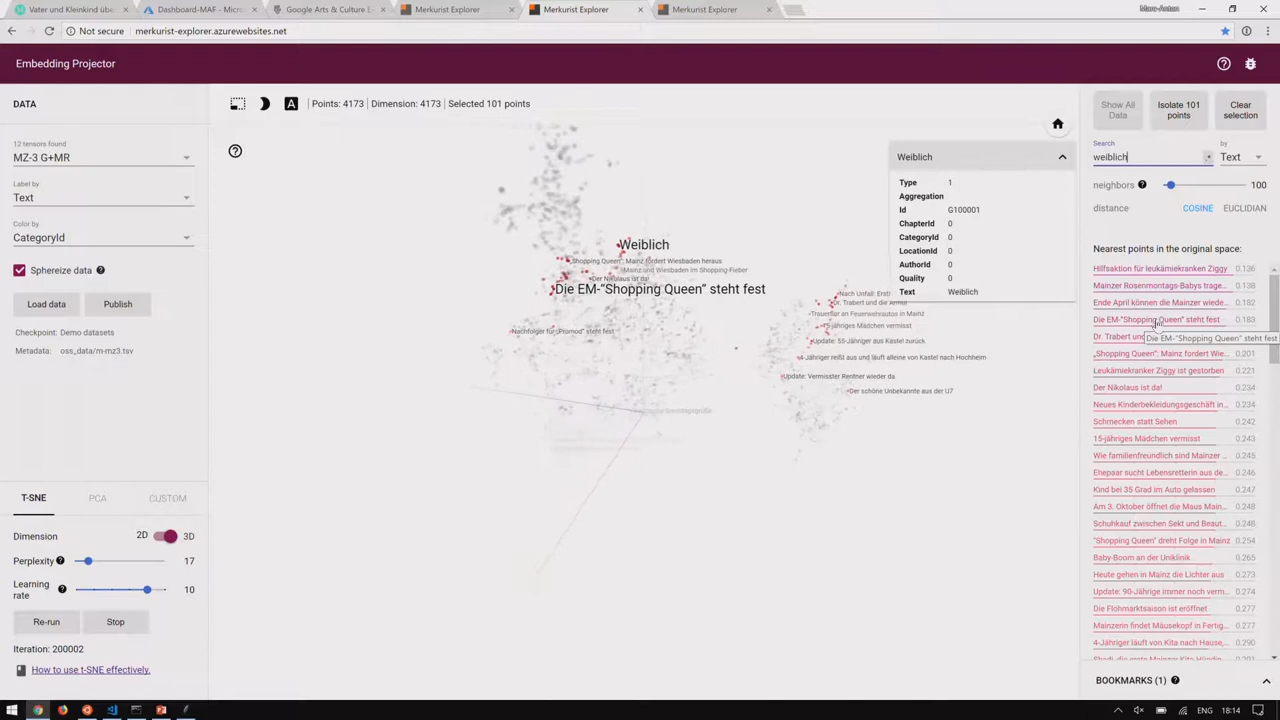 Vater und Kleinkind übe
Dashboard-MAF - Micro
Google Arts & Culture E
Merkurist Explorer
Merkurist Explorer
Merkurist Explorer
Marc-Anton
Not secure
merkurist-explorer.azurewebsites.net
Embedding Projector
DATA
12 tensors found
MZ-3 G+MR
Label by
Text
Color by
CategoryId
Sphereize data
Load data
Publish
Checkpoint: Demo datasets
Metadata: oss_data/m-mz3.tsv
T-SNE
PCA
CUSTOM
Dimension 2D 3D
Perplexity 17
Learning
rate 10
Re-run
Stop
Iteration: 200002
How to use t-SNE effectively.
A
Points: 4173
Dimension: 4173
Selected 101 points
Weiblich
„Shopping Queen“: Mainz fordert Wiesbaden heraus
Mainz und Wiesbaden im Shopping-Fieber
Der Nikolaus ist da!
Die EM-“Shopping Queen” steht fest
Nachfolger für „Promod“ steht fest
Dr. Trabert und die Armut
Trauerflor an Feuerwehrautos in Mainz
15-jähriges Mädchen vermisst
Update: 55-Jähriger aus Kastel zurück
4-Jähriger reißt aus und läuft alleine von Kastel nach Hochheim
Update: Vermisster Rentner wieder da
Der schöne Unbekannte aus der U7
Weiblich
Type 1
Aggregation
Id G100001
ChapterId 0
CategoryId 0
LocationId 0
AuthorId 0
Quality 0
Text Weiblich
Show All
Data
Isolate 101
points
Clear
selection
Search
weiblich
.*
by
Text
neighbors 100
distance COSINE EUCLIDIAN
Nearest points in the original space:
Hilfsaktion für leukämiekranken Ziggy 0.136
Mainzer Rosenmontags-Babys trage... 0.138
Ende April können die Mainzer wiede... 0.182
Die EM-“Shopping Queen” steht fest 0.183
Dr. Trabert und
Die EM-“Shopping Queen” steht fest
„Shopping Queen“: Mainz fordert Wie... 0.201
Leukämiekranker Ziggy ist gestorben 0.221
Der Nikolaus ist da! 0.234
Neues Kinderbekleidungsgeschäft in... 0.234
Schmecken statt Sehen 0.242
15-jähriges Mädchen vermisst 0.243
Wie familienfreundlich sind Mainzer ... 0.245
Ehepaar sucht Lebensretterin aus de... 0.246
Kind bei 35 Grad im Auto gelassen 0.247
Am 3. Oktober öffnet die Maus Main... 0.248
Schuhkauf zwischen Sekt und Beaut... 0.248
"Shopping Queen" dreht Folge in Mainz 0.254
Baby-Boom an der Uniklinik 0.265
Heute gehen in Mainz die Lichter aus 0.273
Update: 90-Jährige immer noch verm... 0.274
Die Flohmarktsaison ist eröffnet 0.277
Mainzerin findet Mäusekopf in Fertig... 0.277
4-Jähriger läuft von Kita nach Hause,... 0.290
BOOKMARKS (1)
ENG
18:14